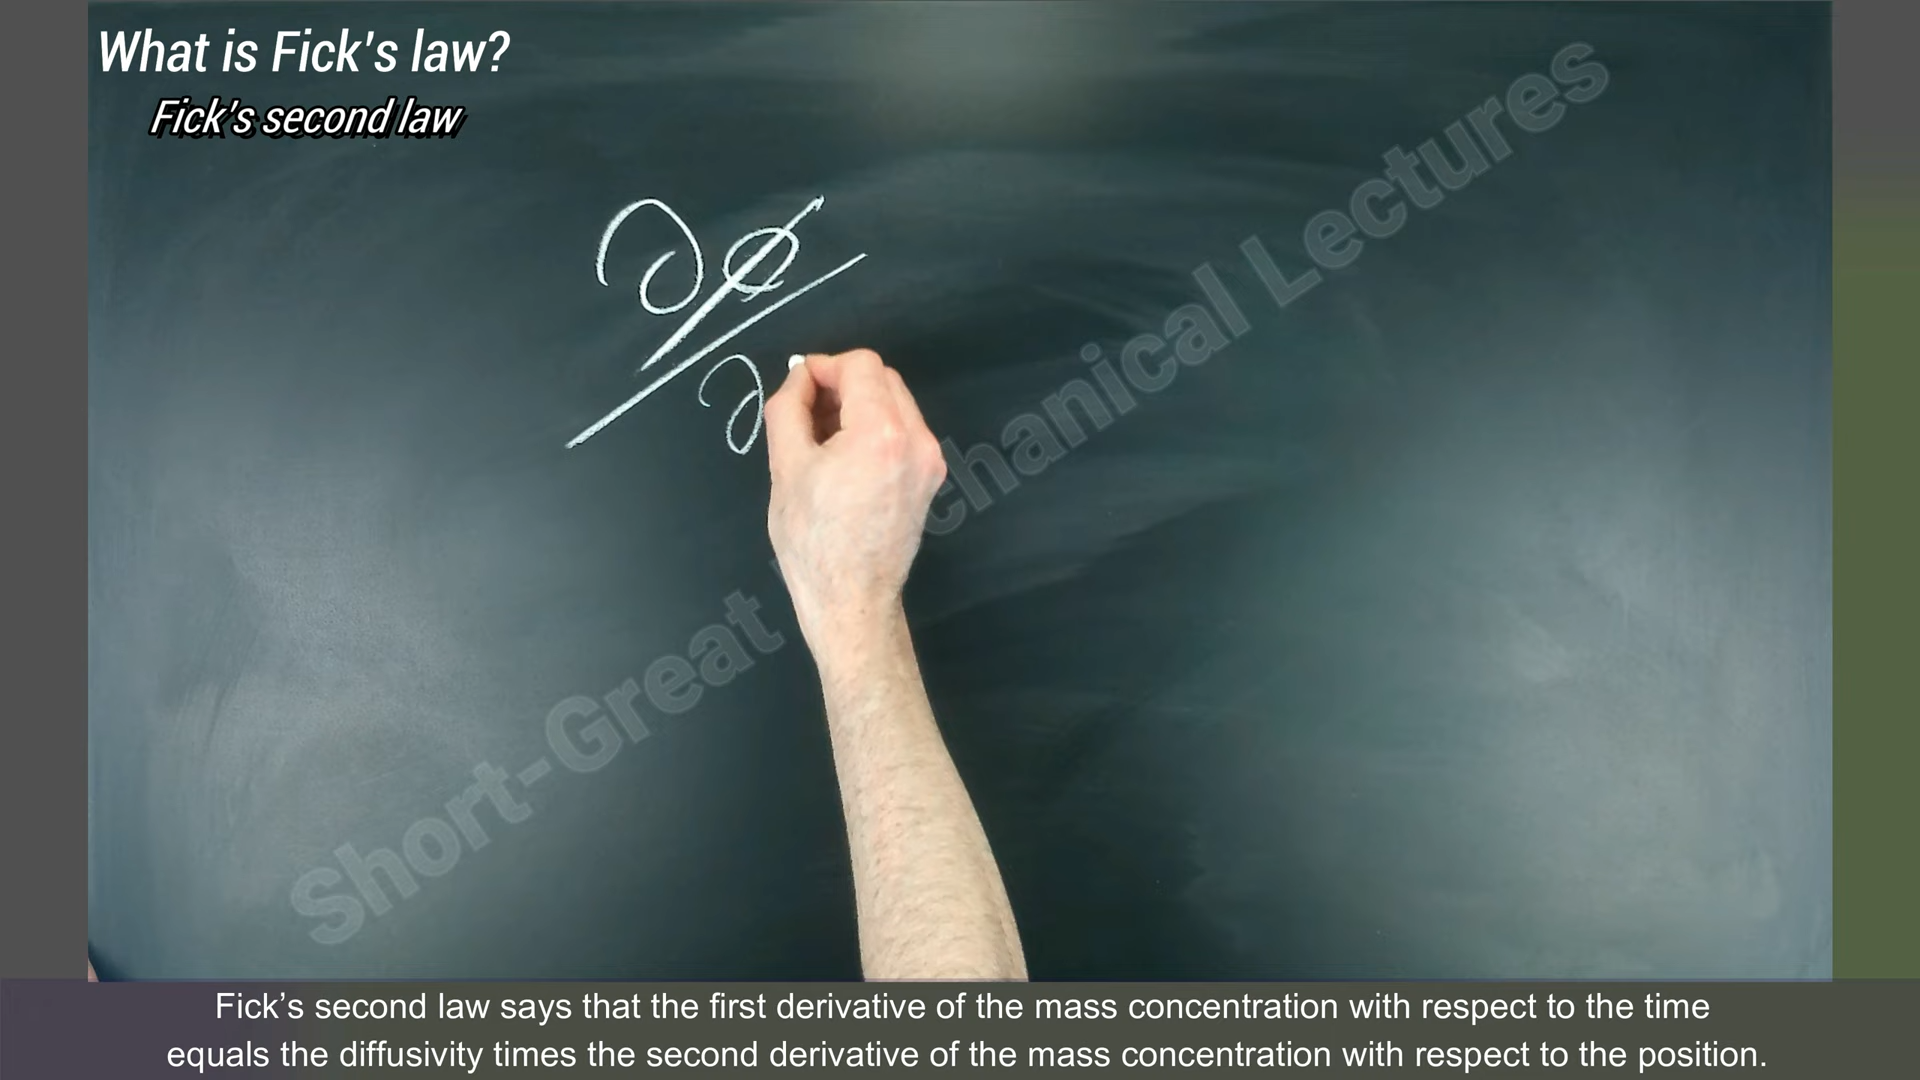 What is Fick's law?
Fick's second law
∂φ/∂
Short-Great Mechanical Lectures
Fick’s second law says that the first derivative of the mass concentration with respect to the time
equals the diffusivity times the second derivative of the mass concentration with respect to the position.